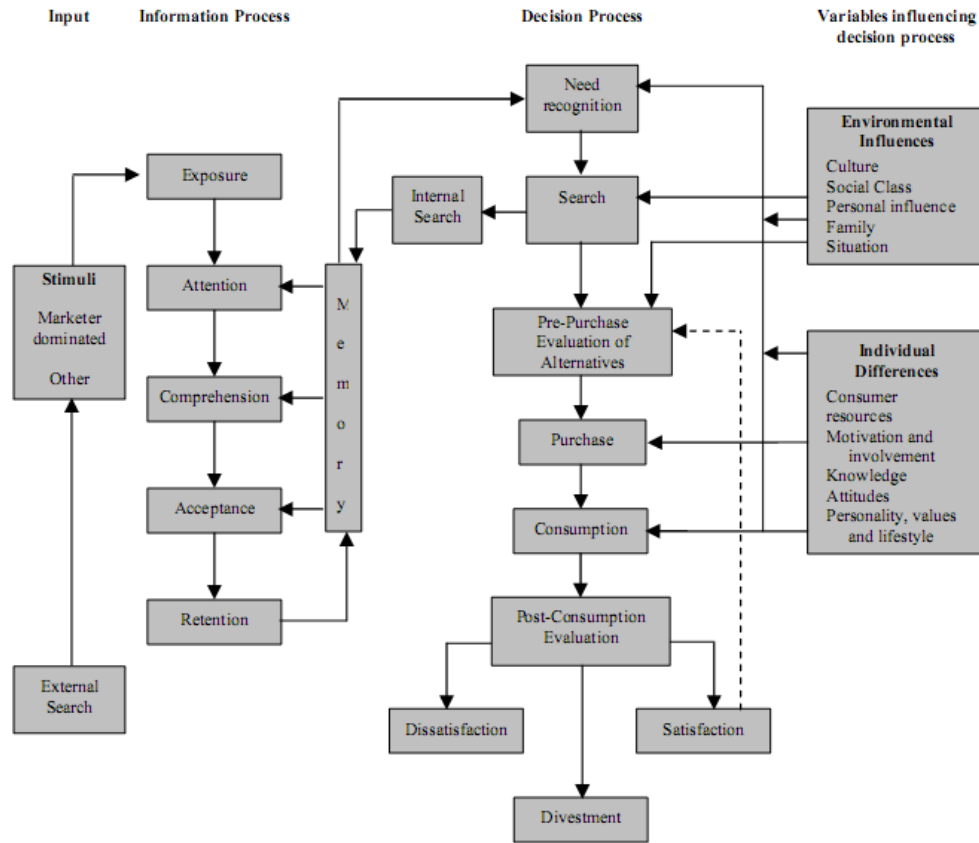 Input
Information Process
Decision Process
Variables influencing
decision process
Need
recognition
Environmental
Influences
Culture
Social Class
Personal influence
Family
Situation
Exposure
Internal
Search
Search
Stimuli
Marketer
dominated
Other
Attention
M
e
m
o
r
y
Pre-Purchase
Evaluation of
Alternatives
Individual
Differences
Consumer
resources
Motivation and
involvement
Knowledge
Attitudes
Personality, values
and lifestyle
Comprehension
Purchase
Acceptance
Consumption
Retention
Post-Consumption
Evaluation
External
Search
Dissatisfaction
Satisfaction
Divestment